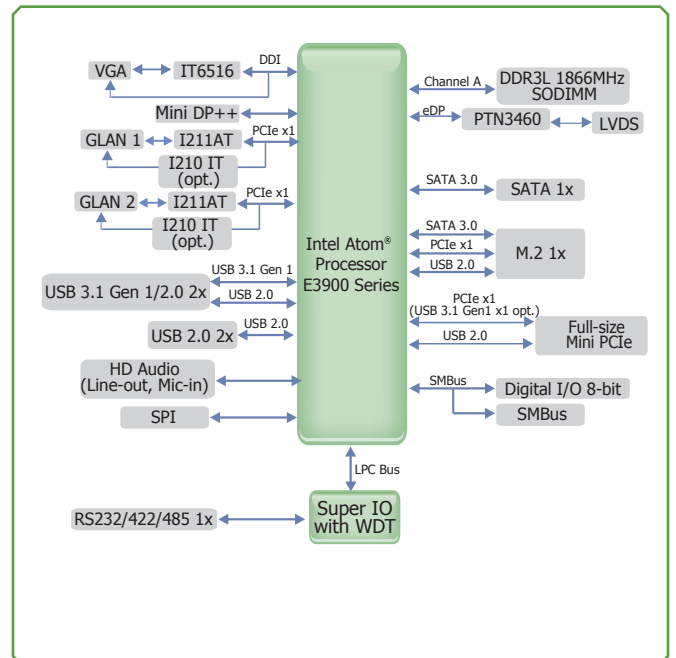 VGA
IT6516
DDI
Mini DP++
GLAN 1
I211AT
PCIe x1
I210 IT
(opt.)
GLAN 2
I211AT
PCIe x1
I210 IT
(opt.)
USB 3.1 Gen 1/2.0 2x
USB 3.1 Gen 1
USB 2.0
USB 2.0 2x
USB 2.0
HD Audio
(Line-out, Mic-in)
SPI
Intel Atom®
Processor
E3900 Series
Channel A
DDR3L 1866MHz
SODIMM
eDP
PTN3460
LVDS
SATA 3.0
SATA 1x
SATA 3.0
PCIe x1
USB 2.0
M.2 1x
PCIe x1
(USB 3.1 Gen1 x1 opt.)
USB 2.0
Full-size
Mini PCIe
SMBus
Digital I/O 8-bit
SMBus
LPC Bus
RS232/422/485 1x
Super IO
with WDT